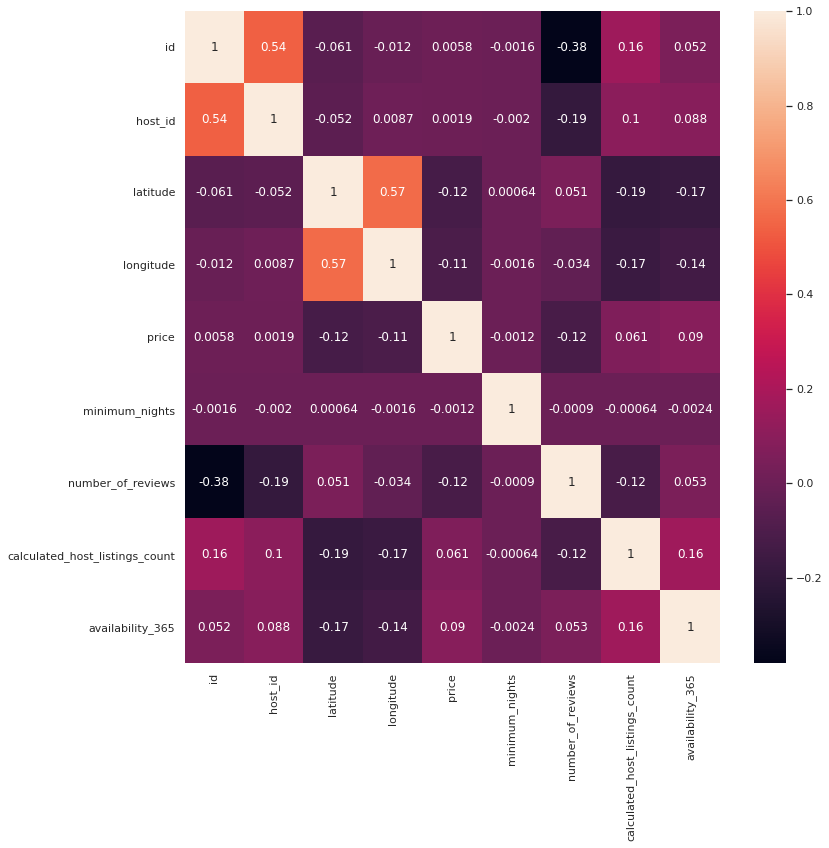 id 1 0.54 -0.061 -0.012 0.0058 -0.0016 -0.38 0.16 0.052
host_id 0.54 1 -0.052 0.0087 0.0019 -0.002 -0.19 0.1 0.088
latitude -0.061 -0.052 1 0.57 -0.12 0.00064 0.051 -0.19 -0.17
longitude -0.012 0.0087 0.57 1 -0.11 -0.0016 -0.034 -0.17 -0.14
price 0.0058 0.0019 -0.12 -0.11 1 -0.0012 -0.12 0.061 0.09
minimum_nights -0.0016 -0.002 0.00064 -0.0016 -0.0012 1 -0.0009 -0.00064 -0.0024
number_of_reviews -0.38 -0.19 0.051 -0.034 -0.12 -0.0009 1 -0.12 0.053
calculated_host_listings_count 0.16 0.1 -0.19 -0.17 0.061 -0.00064 -0.12 1 0.16
availability_365 0.052 0.088 -0.17 -0.14 0.09 -0.0024 0.053 0.16 1
id
host_id
latitude
longitude
price
minimum_nights
number_of_reviews
calculated_host_listings_count
availability_365
1.0
0.8
0.6
0.4
0.2
0.0
−0.2